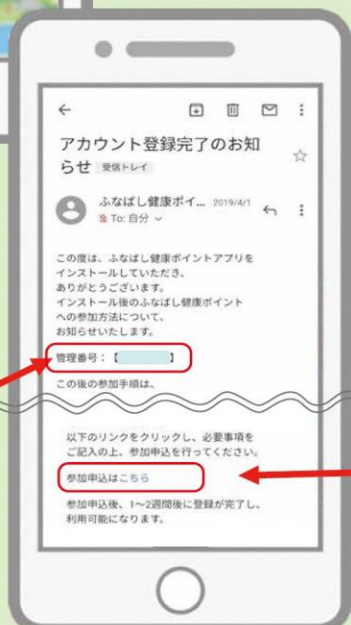 アカウント登録完了のお知
らせ 受信トレイ
ふなばし健康ポイ... 2019/4/1
To: 自分
この度は、ふなばし健康ポイントアプリを
インストールしていただき、
ありがとうございます。
インストール後のふなばし健康ポイント
への参加方法について、
お知らせいたします。
管理番号：【 】
この後の参加手順は、
以下のリンクをクリックし、必要事項を
ご記入の上、参加申込を行ってください。
参加申込はこちら
参加申込後、1〜2週間後に登録が完了し、
利用可能になります。